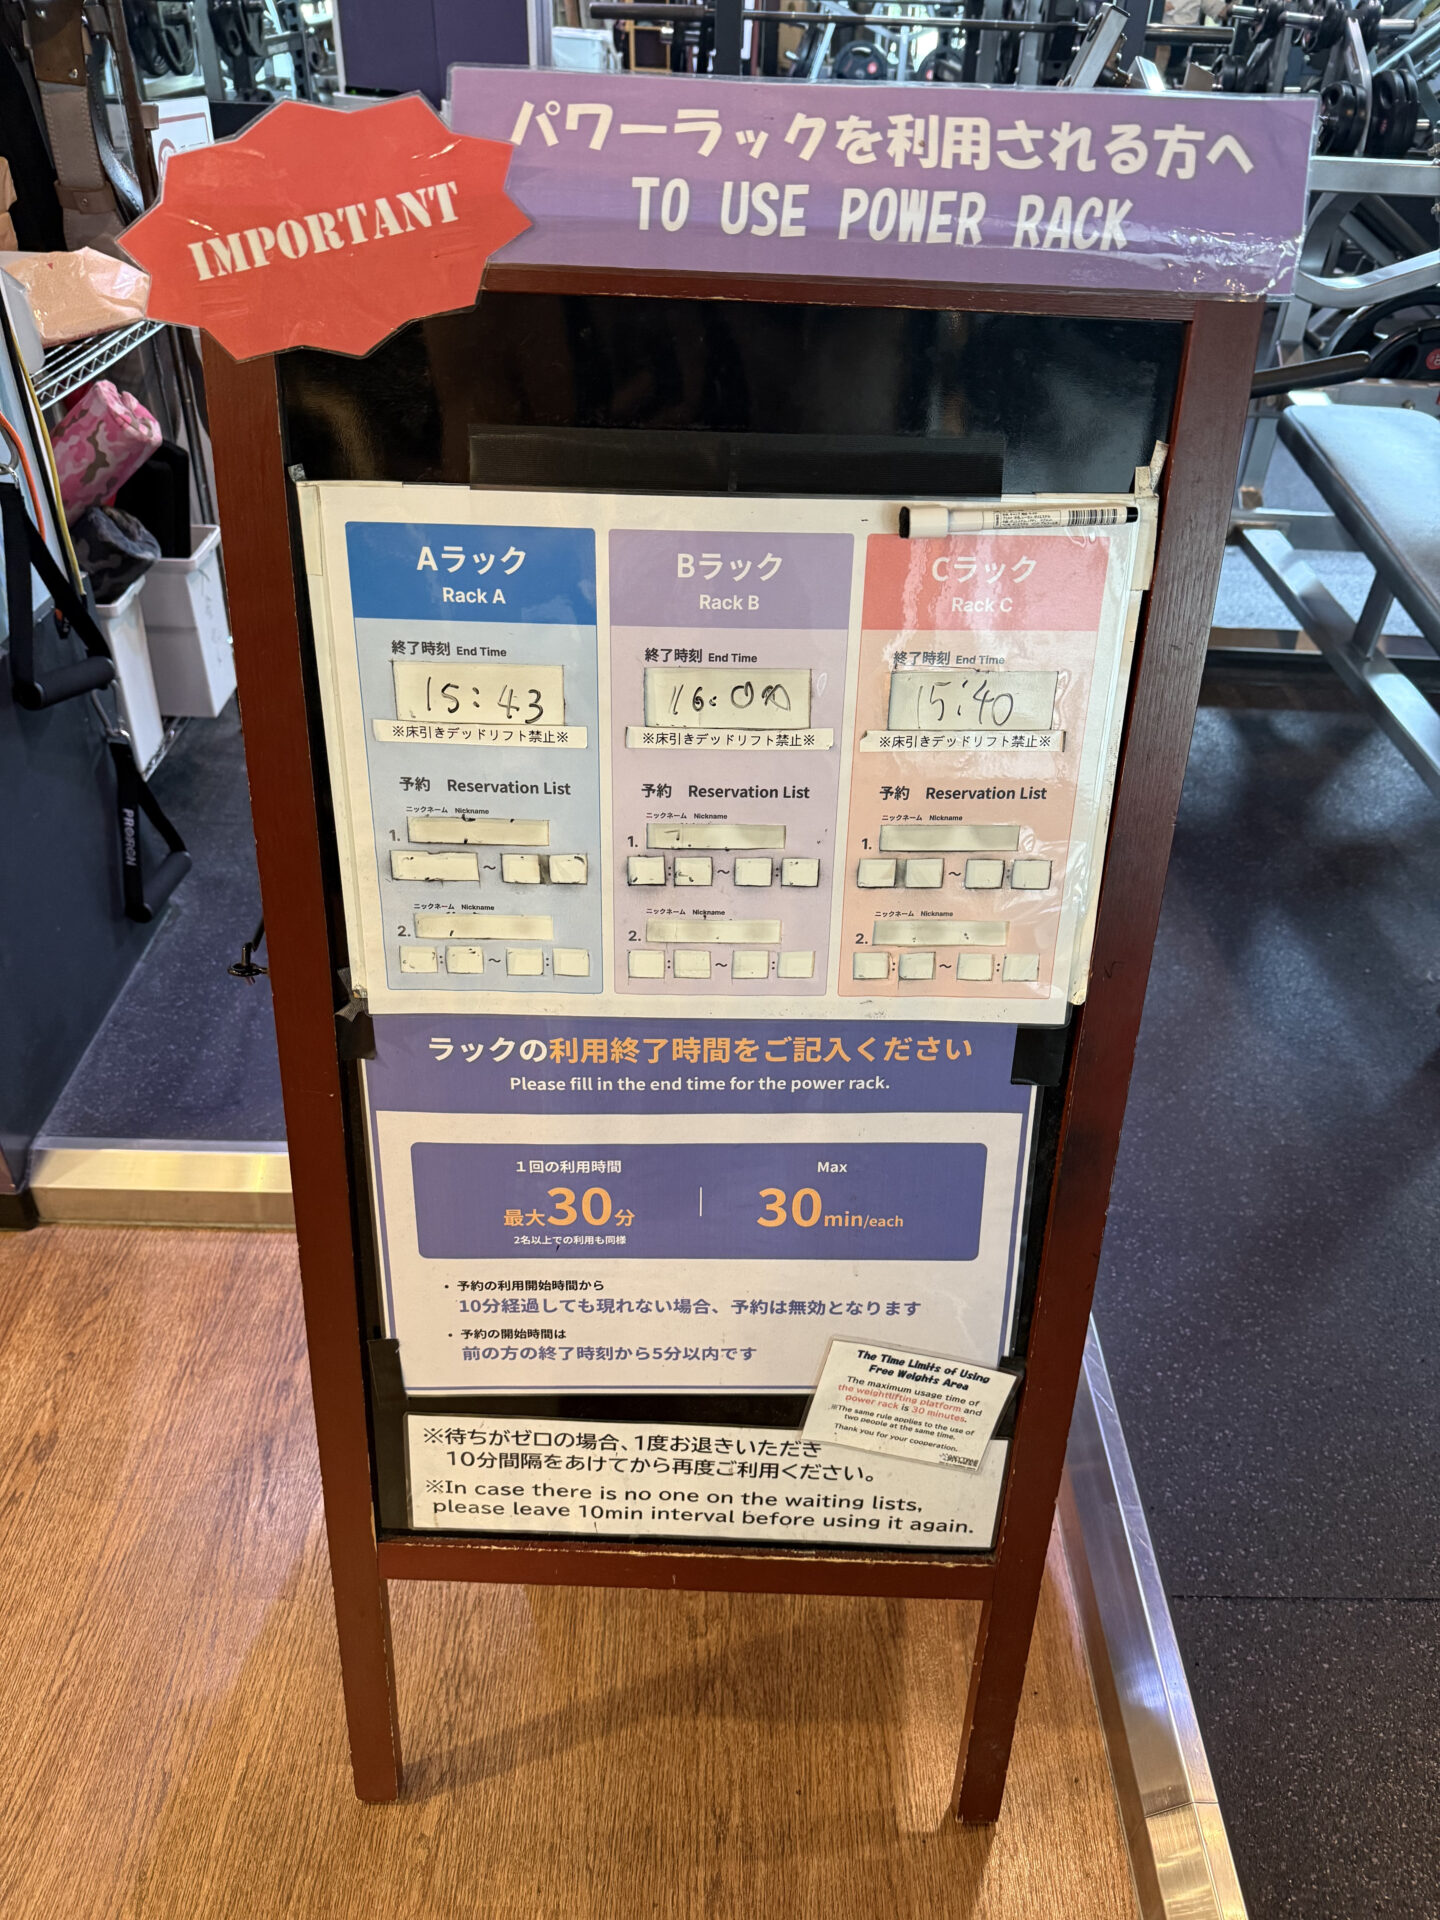 IMPORTANT
パワーラックを利用される方へ
TO USE POWER RACK
Aラック
Rack A
終了時刻 End Time
15:43
※床引きデッドリフト禁止※
予約 Reservation List
ニックネーム Nickname
1.
~
ニックネーム Nickname
2.
: ~ :
Bラック
Rack B
終了時刻 End Time
16:00
※床引きデッドリフト禁止※
予約 Reservation List
ニックネーム Nickname
1.
: ~ :
ニックネーム Nickname
2.
: ~ :
Cラック
Rack C
終了時刻 End Time
15:40
※床引きデッドリフト禁止※
予約 Reservation List
ニックネーム Nickname
1.
~ :
ニックネーム Nickname
2.
: ~ :
ラックの利用終了時間をご記入ください
Please fill in the end time for the power rack.
1回の利用時間
最大30分
2名以上での利用も同様
Max
30min/each
・予約の利用開始時間から
10分経過しても現れない場合、予約は無効となります
・予約の開始時間は
前の方の終了時刻から5分以内です
The Time Limits of Using
Free Weights Area
The maximum usage time of
the weightlifting platform and
power rack is 30 minutes.
※The same rule applies to the use of
two people at the same time.
Thank you for your cooperation.
※待ちがゼロの場合、1度お退きいただき
10分間隔をあけてから再度ご利用ください。
※In case there is no one on the waiting lists,
please leave 10min interval before using it again.
PROIRON